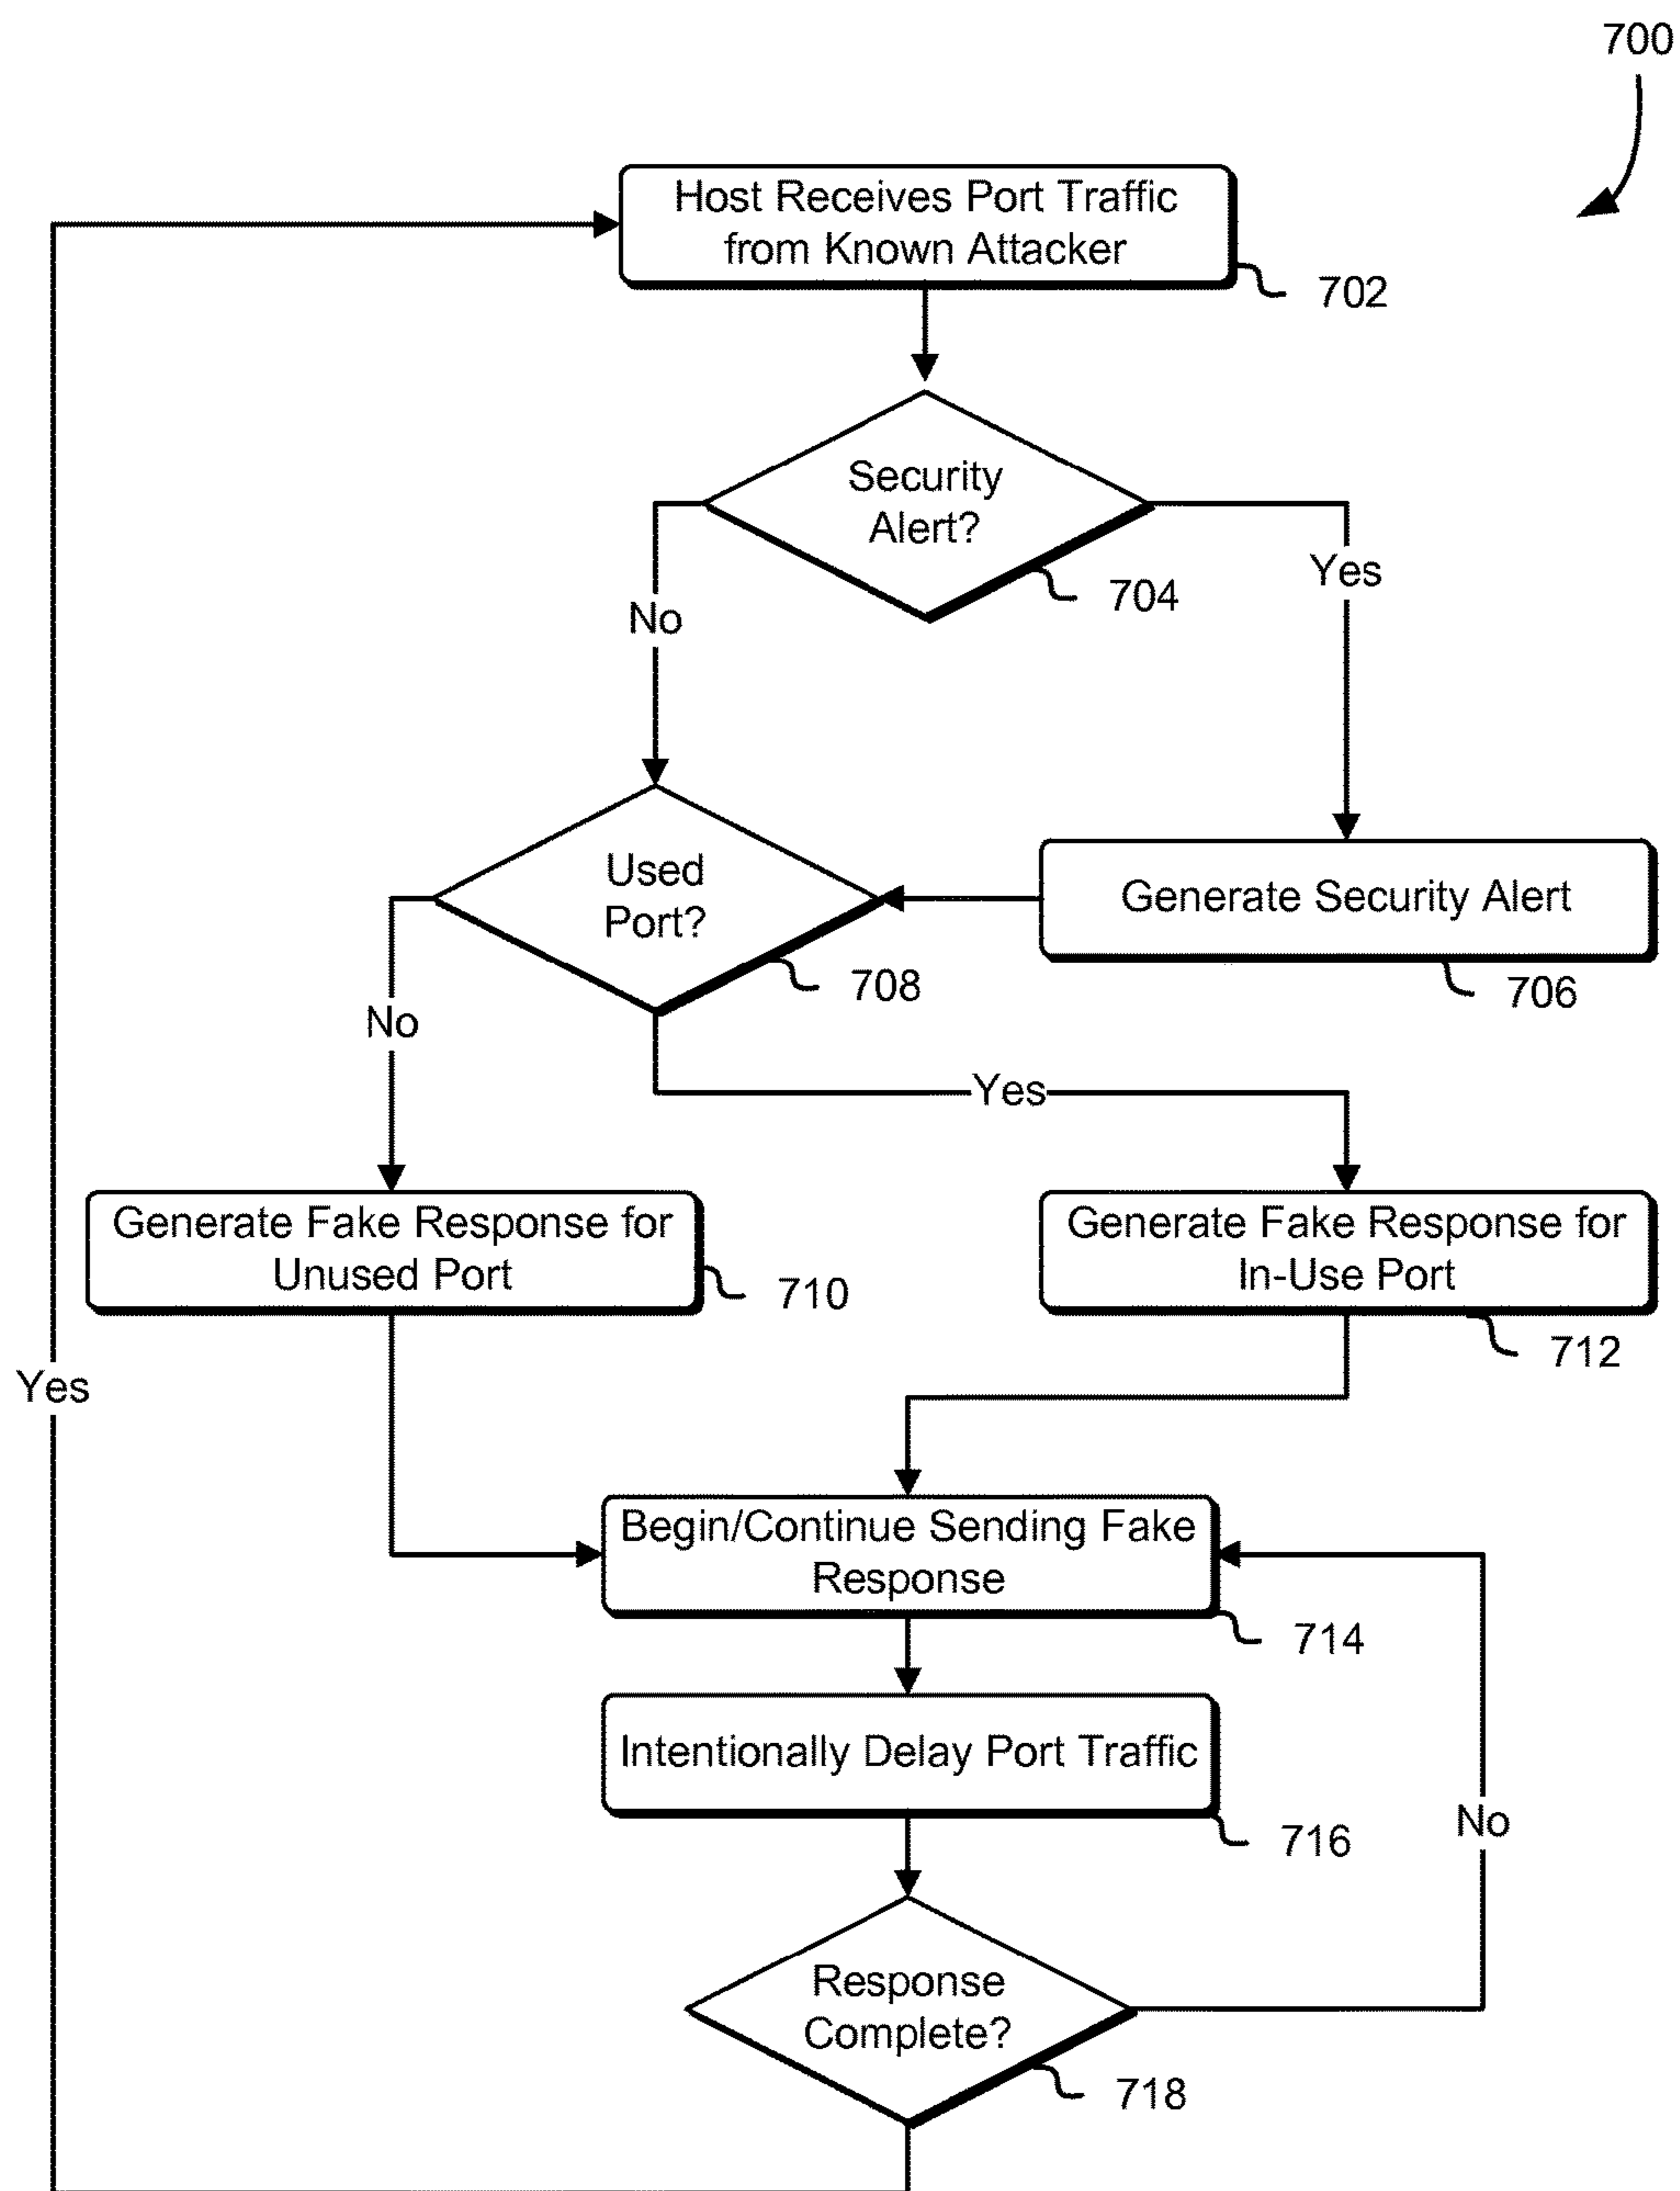 700
Host Receives Port Traffic
from Known Attacker
702
Security
Alert?
704
Yes
No
Used
Port?
708
Generate Security Alert
706
No
Yes
Generate Fake Response for
Unused Port
710
Generate Fake Response for
In-Use Port
712
Yes
Begin/Continue Sending Fake
Response
714
Intentionally Delay Port Traffic
716
No
Response
Complete?
718